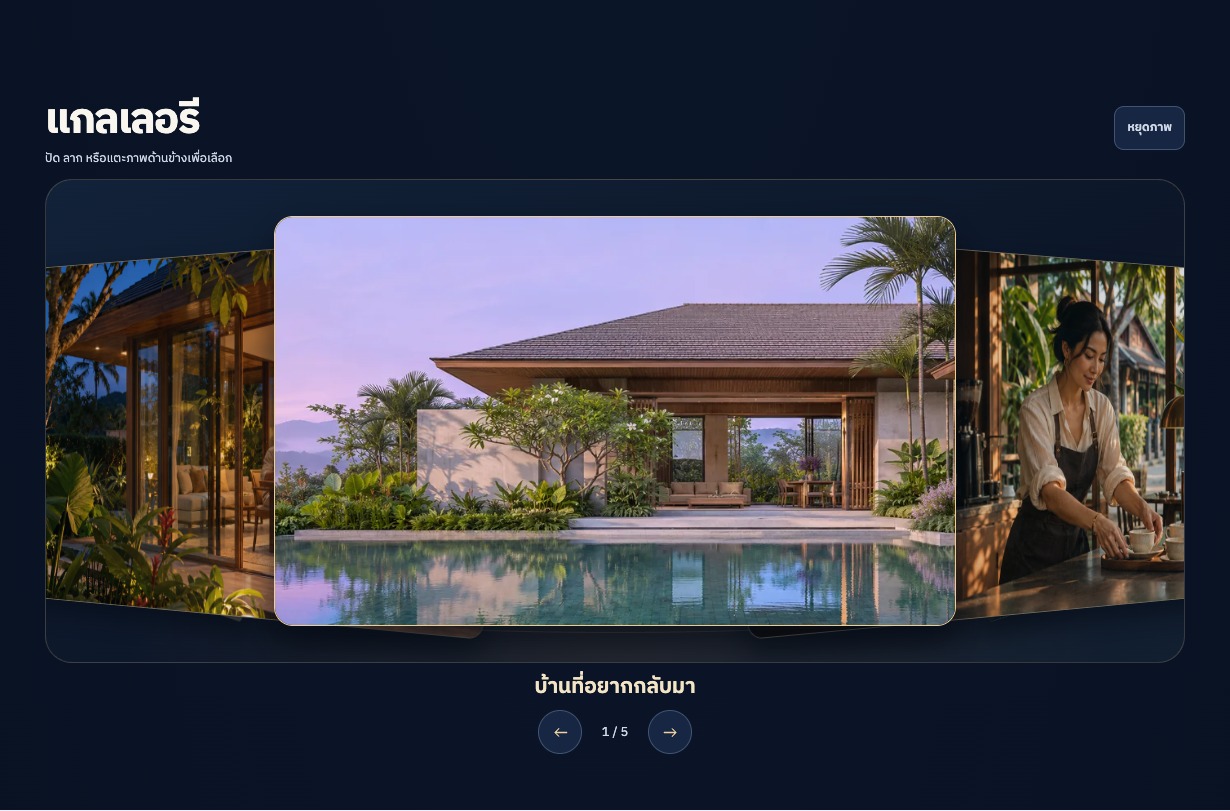 แกลเลอรี
ปัด ลาก หรือแตะภาพด้านข้างเพื่อเลือก
หยุดภาพ
บ้านที่อยากกลับมา
← 1 / 5 →